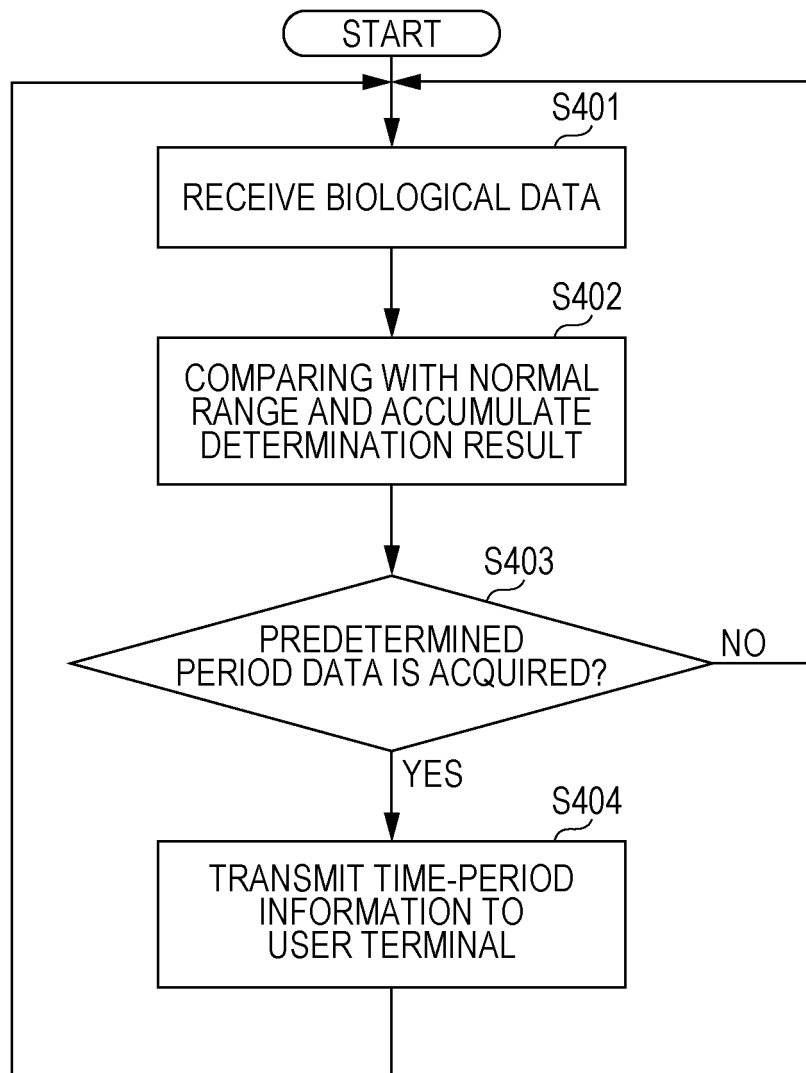 START
S401
RECEIVE BIOLOGICAL DATA
S402
COMPARING WITH NORMAL
RANGE AND ACCUMULATE
DETERMINATION RESULT
S403
PREDETERMINED
PERIOD DATA IS ACQUIRED?
NO
YES
S404
TRANSMIT TIME-PERIOD
INFORMATION TO
USER TERMINAL